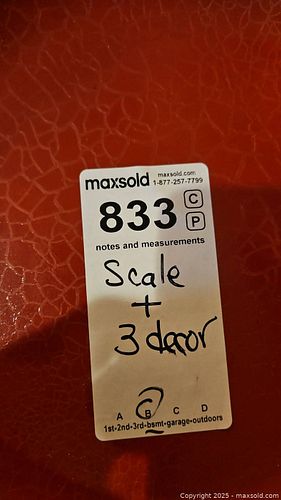 maxsold maxsold.com
1-877-257-7799
833 C
P
notes and measurements
Scale
+
3 decor
A B C D
1st-2nd-3rd-bsmt-garage-outdoors
Copyright 2025 - maxsold.com